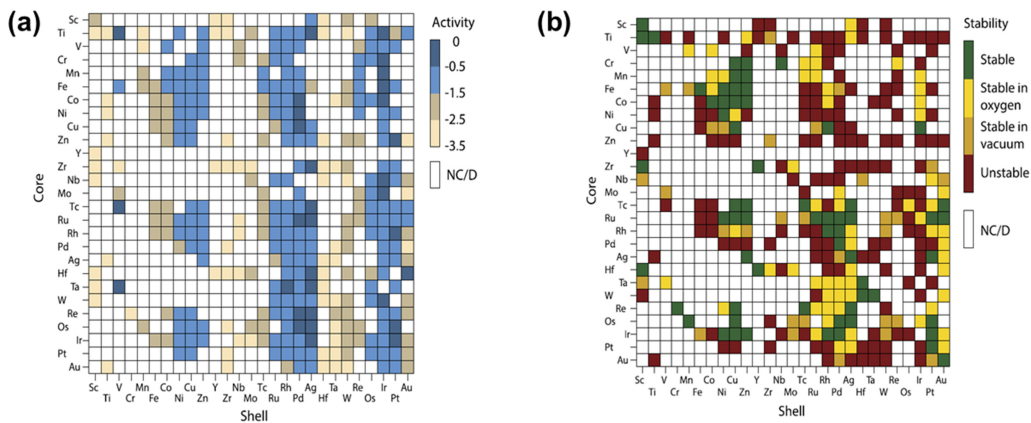 (a)
Activity
0
-0.5
-1.5
-2.5
-3.5
NC/D
Core
Sc
Ti
V
Cr
Mn
Fe
Co
Ni
Cu
Zn
Y
Zr
Nb
Mo
Tc
Ru
Rh
Pd
Ag
Hf
Ta
W
Re
Os
Ir
Pt
Au
Sc V Mn Co Cu Y Nb Tc Rh Ag Ta Re Ir Au
Ti Cr Fe Ni Zn Zr Mo Ru Pd Hf W Os Pt
Shell
(b)
Stability
Stable
Stable in
oxygen
Stable in
vacuum
Unstable
NC/D
Core
Sc
Ti
V
Cr
Mn
Fe
Co
Ni
Cu
Zn
Y
Zr
Nb
Mo
Tc
Ru
Rh
Pd
Ag
Hf
Ta
W
Re
Os
Ir
Pt
Au
Sc V Mn Co Cu Y Nb Tc Rh Ag Ta Re Ir Au
Ti Cr Fe Ni Zn Zr Mo Ru Pd Hf W Os Pt
Shell